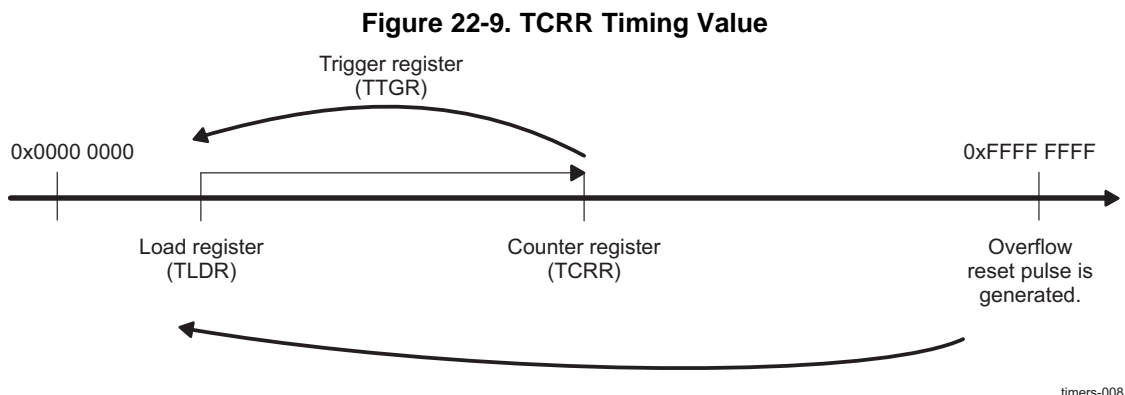 Figure 22-9. TCRR Timing Value
Trigger register
(TTGR)
0x0000 0000
0xFFFF FFFF
Load register
(TLDR)
Counter register
(TCRR)
Overflow
reset pulse is
generated.
timers-008